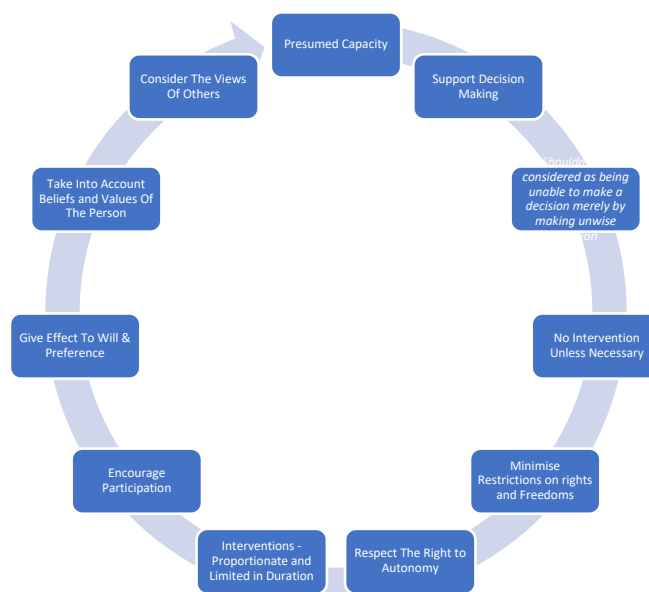 Presumed Capacity
Support Decision
Making
considered as being
unable to make a
decision merely by
making unwise
No Intervention
Unless Necessary
Minimise
Restrictions on rights
and Freedoms
Respect The Right to
Autonomy
Interventions -
Proportionate and
Limited in Duration
Encourage
Participation
Give Effect To Will &
Preference
Take Into Account
Beliefs and Values Of
The Person
Consider The Views
Of Others